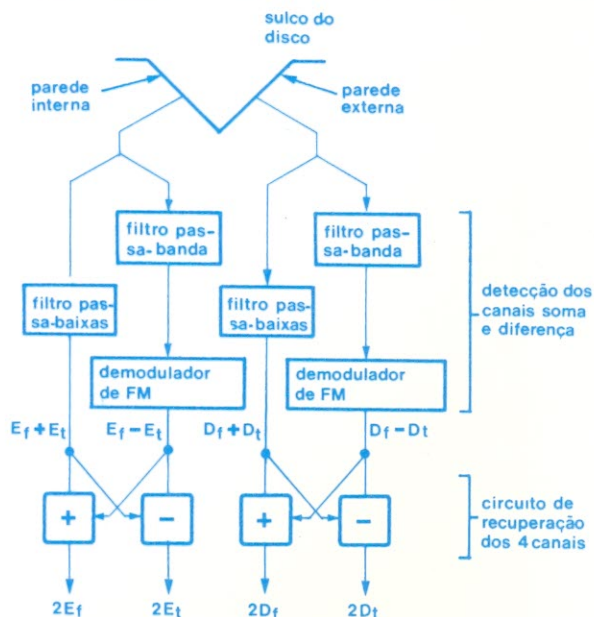 sulco do
disco
parede
interna
parede
externa
filtro pas-
sa-banda
filtro pas-
sa-banda
filtro pas-
sa-baixas
filtro pas-
sa-baixas
detecção dos
canais soma
e diferença
demodulador
de FM
demodulador
de FM
Ef + Et
Ef − Et
Df + Dt
Df − Dt
+
−
+
−
circuito de
recuperação
dos 4 canais
2Ef
2Et
2Df
2Dt